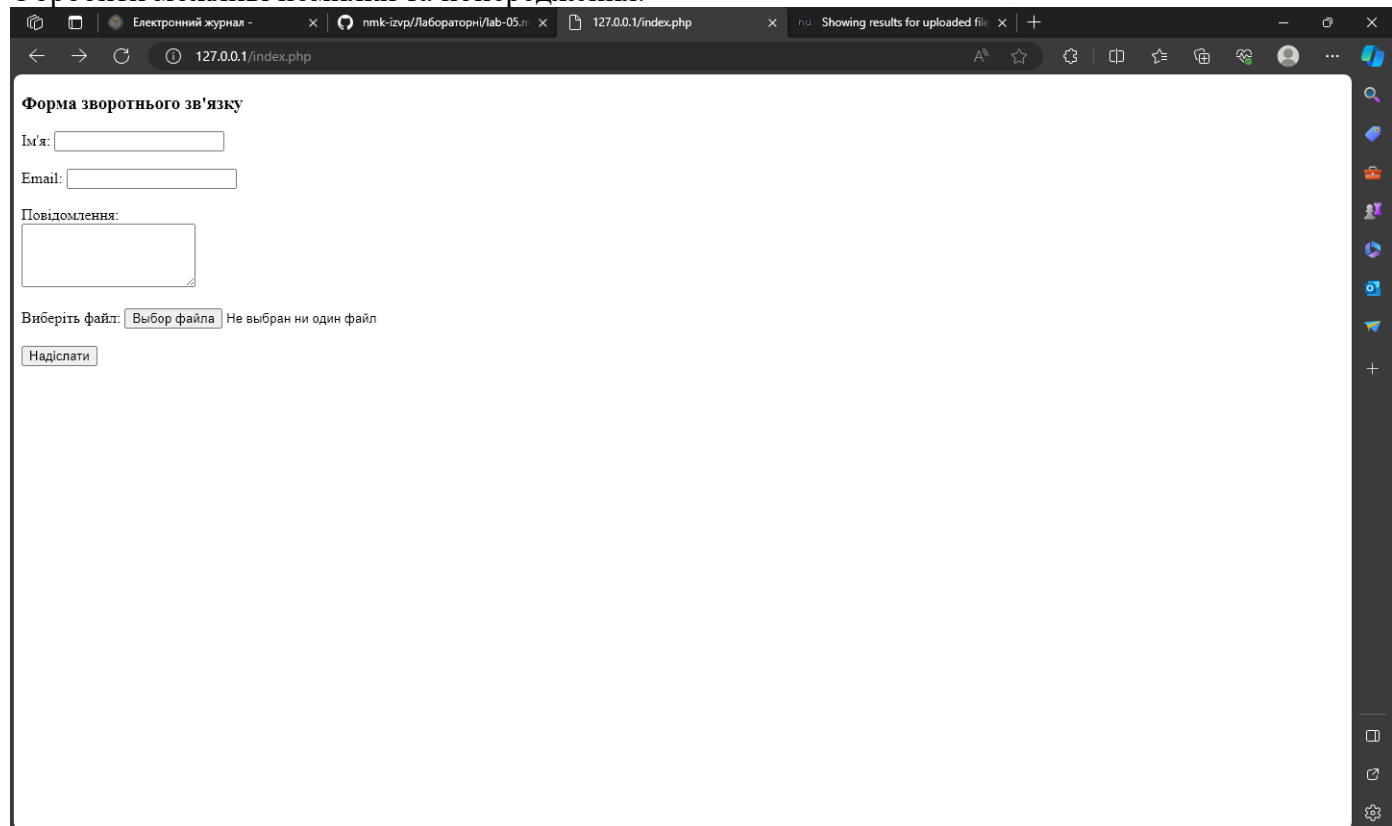 Електронний журнал -
nmk-izvp/Лабораторні/lab-05.m
127.0.0.1/index.php
Showing results for uploaded file
127.0.0.1/index.php
Форма зворотнього зв'язку
Ім'я:
Email:
Повідомлення:
Виберіть файл: Выбор файла Не выбран ни один файл
Надіслати